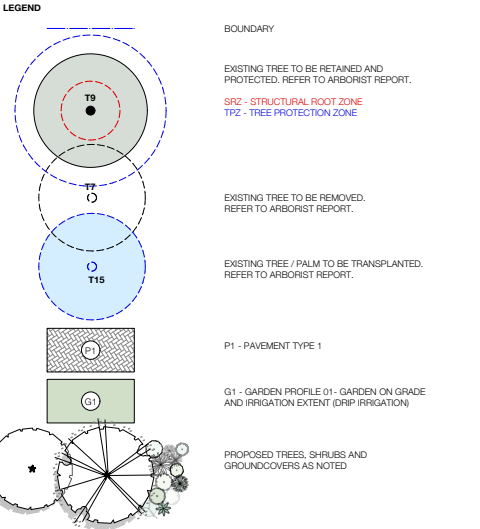 LEGEND
BOUNDARY
EXISTING TREE TO BE RETAINED AND
PROTECTED. REFER TO ARBORIST REPORT.
T9
SRZ - STRUCTURAL ROOT ZONE
TPZ - TREE PROTECTION ZONE
T7
EXISTING TREE TO BE REMOVED.
REFER TO ARBORIST REPORT.
EXISTING TREE / PALM TO BE TRANSPLANTED.
REFER TO ARBORIST REPORT.
T15
P1
P1 - PAVEMENT TYPE 1
G1
G1 - GARDEN PROFILE 01- GARDEN ON GRADE
AND IRRIGATION EXTENT (DRIP IRRIGATION)
PROPOSED TREES, SHRUBS AND
GROUNDCOVERS AS NOTED